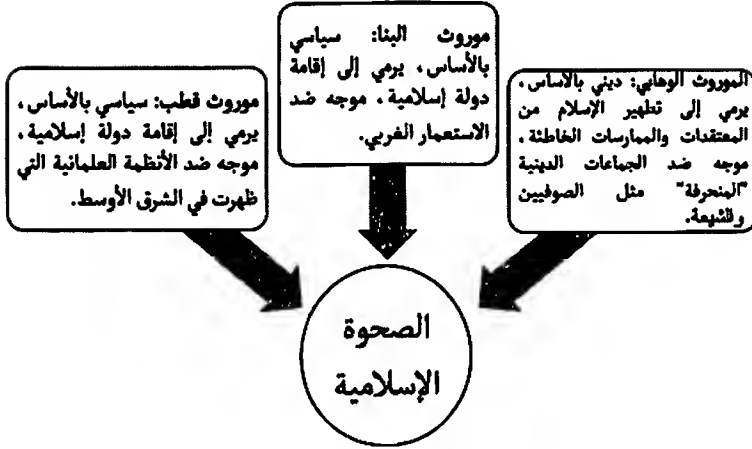 الموروث الوهابي: ديني بالأساس،
يرمي إلى تطهير الإسلام من
المعتقدات والممارسات الخاطئة،
موجه ضد الجماعات الدينية
"المنحرفة" مثل الصوفيين
والشيعة.
موروث البنا: سياسي
بالأساس، يرمي إلى إقامة
دولة إسلامية، موجه ضد
الاستعمار الغربي.
موروث قطب: سياسي بالأساس،
يرمي إلى إقامة دولة إسلامية،
موجه ضد الأنظمة العلمانية التي
ظهرت في الشرق الأوسط.
الصحوة
الإسلامية